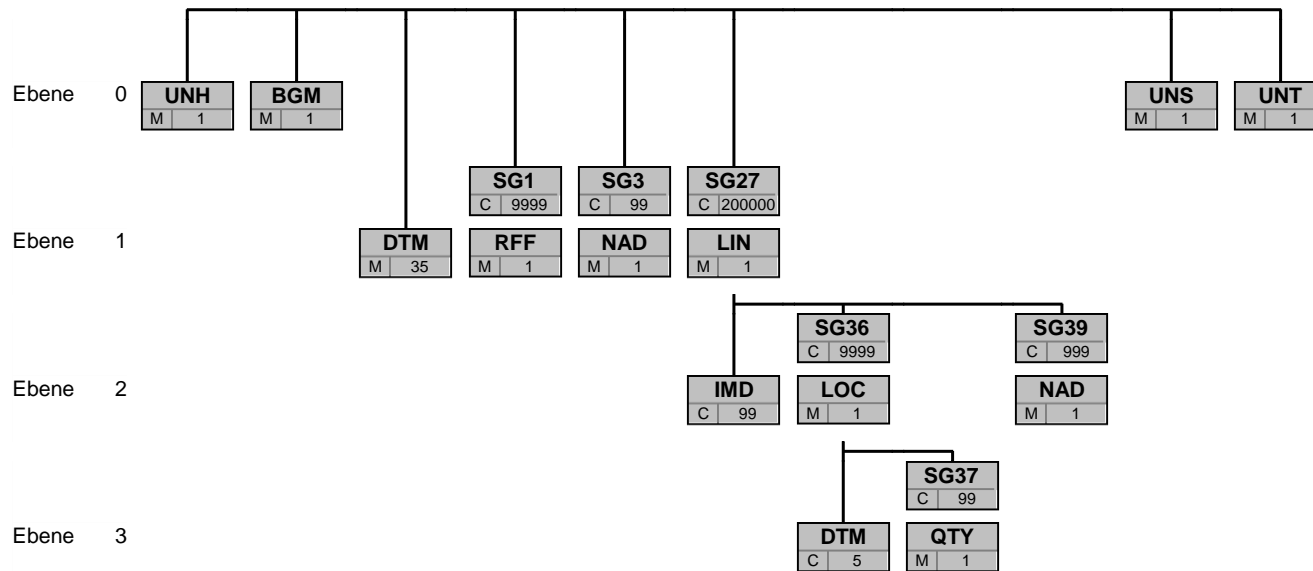 Ebene 0 UNH BGM UNS UNT
M 1 M 1 M 1 M 1
SG1 SG3 SG27
C 9999 C 99 C 200000
Ebene 1 DTM RFF NAD LIN
M 35 M 1 M 1 M 1
SG36 SG39
C 9999 C 999
Ebene 2 IMD LOC NAD
C 99 M 1 M 1
SG37
C 99
Ebene 3 DTM QTY
C 5 M 1